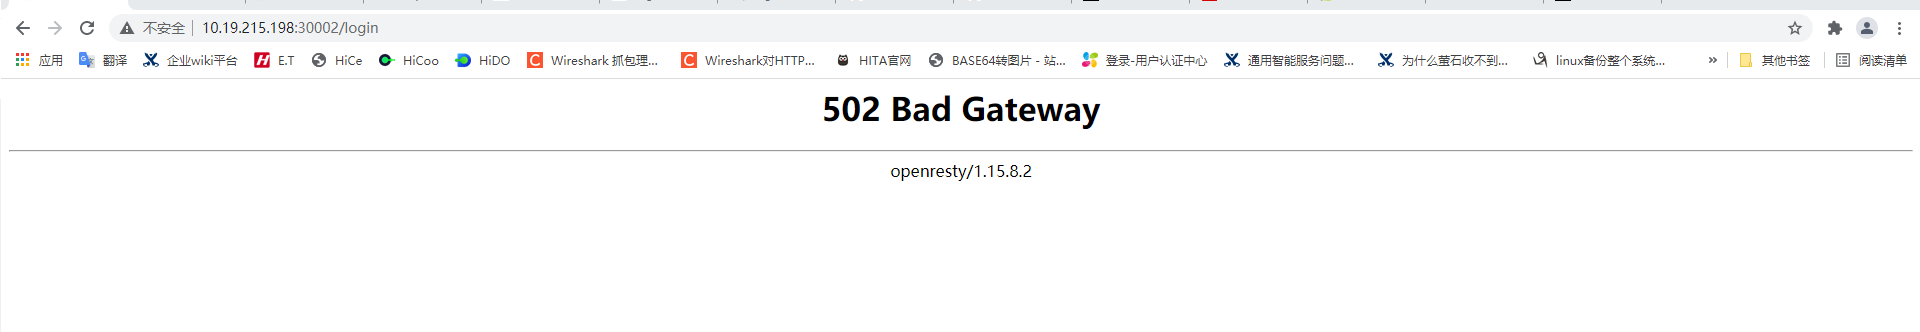 不安全 10.19.215.198:30002/login
应用 翻译 企业wiki平台 E.T HiCe HiCoo HiDO Wireshark 抓包理... Wireshark对HTTP... HITA官网 BASE64转图片 - 站... 登录-用户认证中心 通用智能服务问题... 为什么萤石收不到... linux备份整个系统... » 其他书签 阅读清单
502 Bad Gateway
openresty/1.15.8.2